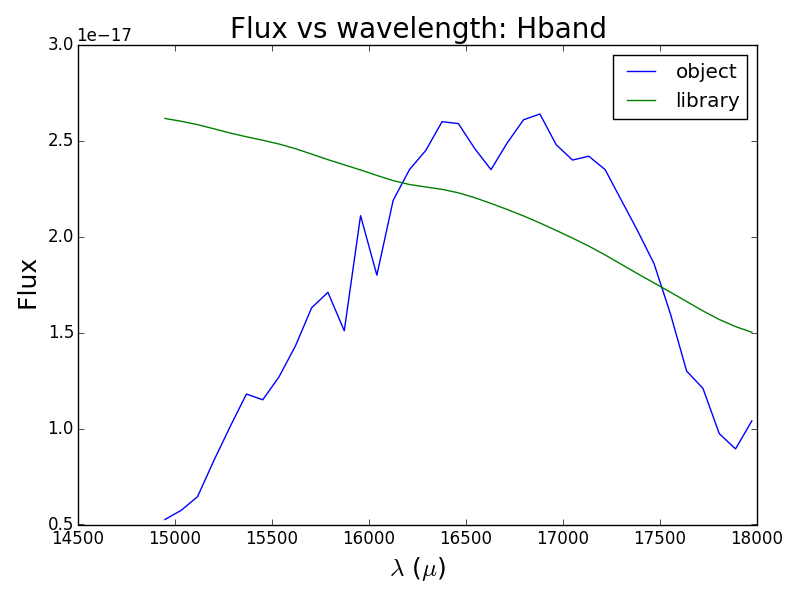 Flux vs wavelength: Hband
1e−17
object
library
3.0
2.5
2.0
1.5
1.0
0.5
Flux
14500 15000 15500 16000 16500 17000 17500 18000
λ (μ)